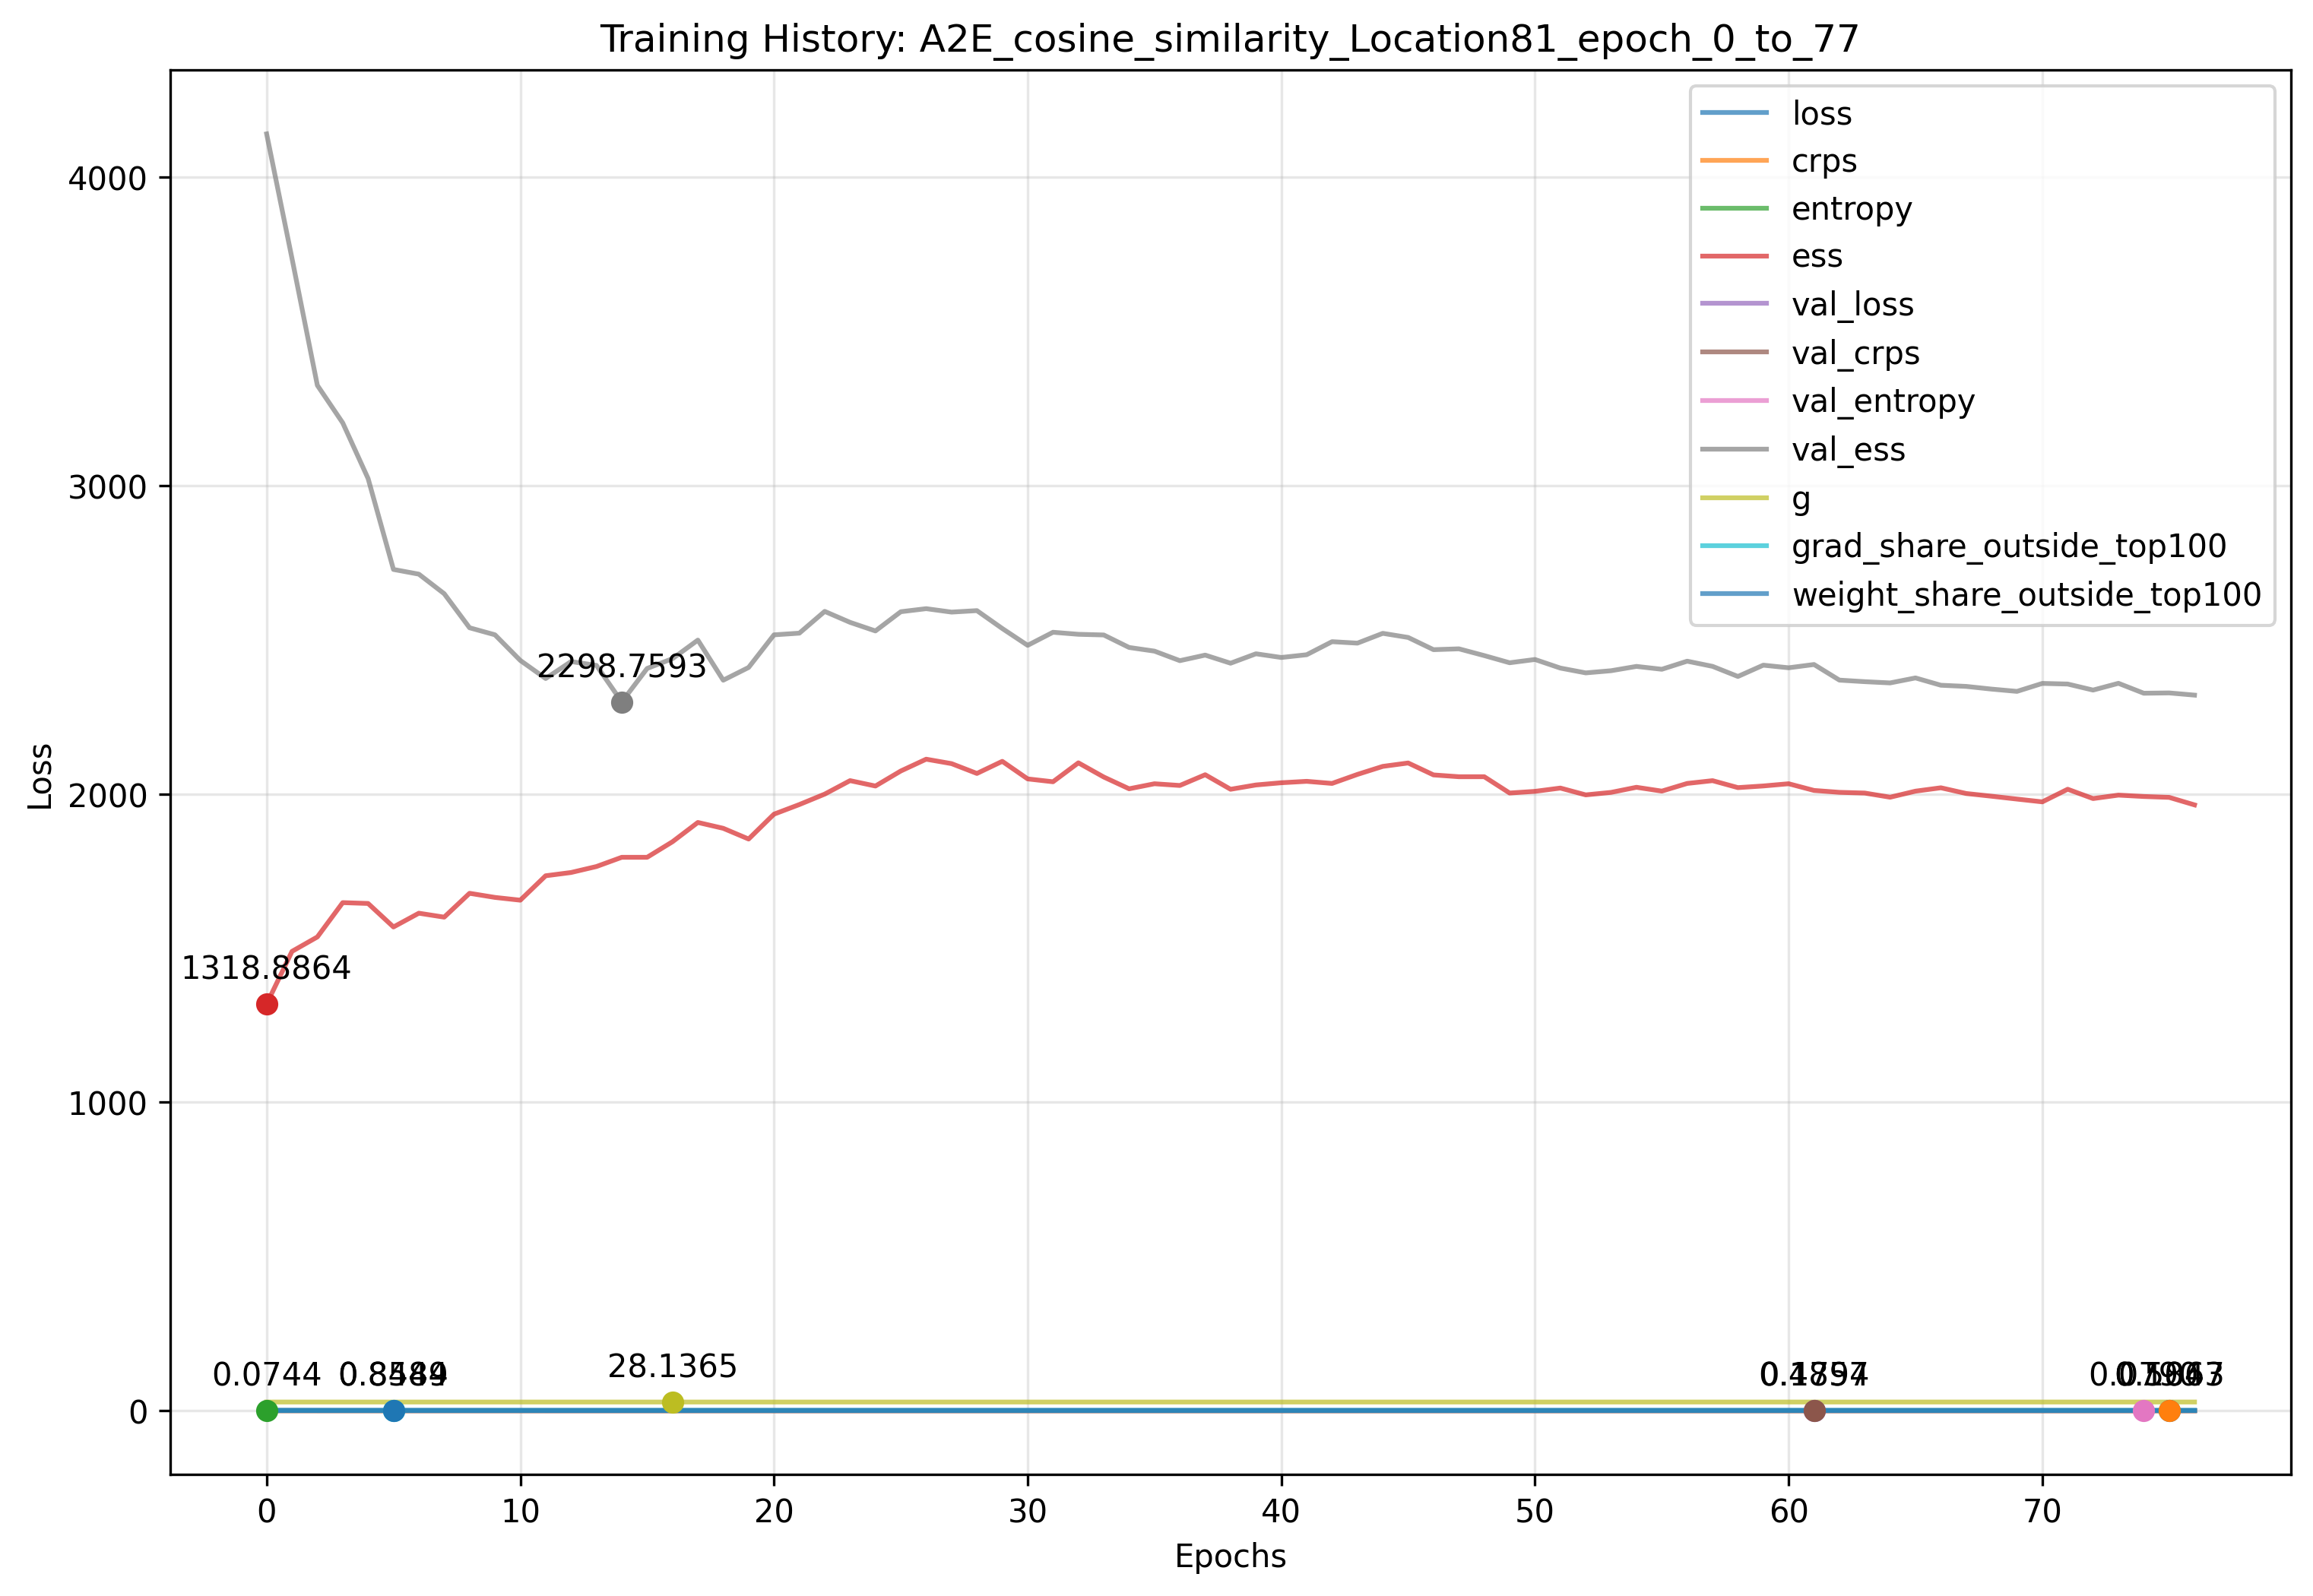 Training History: A2E_cosine_similarity_Location81_epoch_0_to_77
loss
crps
entropy
ess
val_loss
val_crps
val_entropy
val_ess
g
grad_share_outside_top100
weight_share_outside_top100
Loss
4000
3000
2000
1000
0
2298.7593
1318.8864
0.0744
28.1365
0 10 20 30 40 50 60 70
Epochs